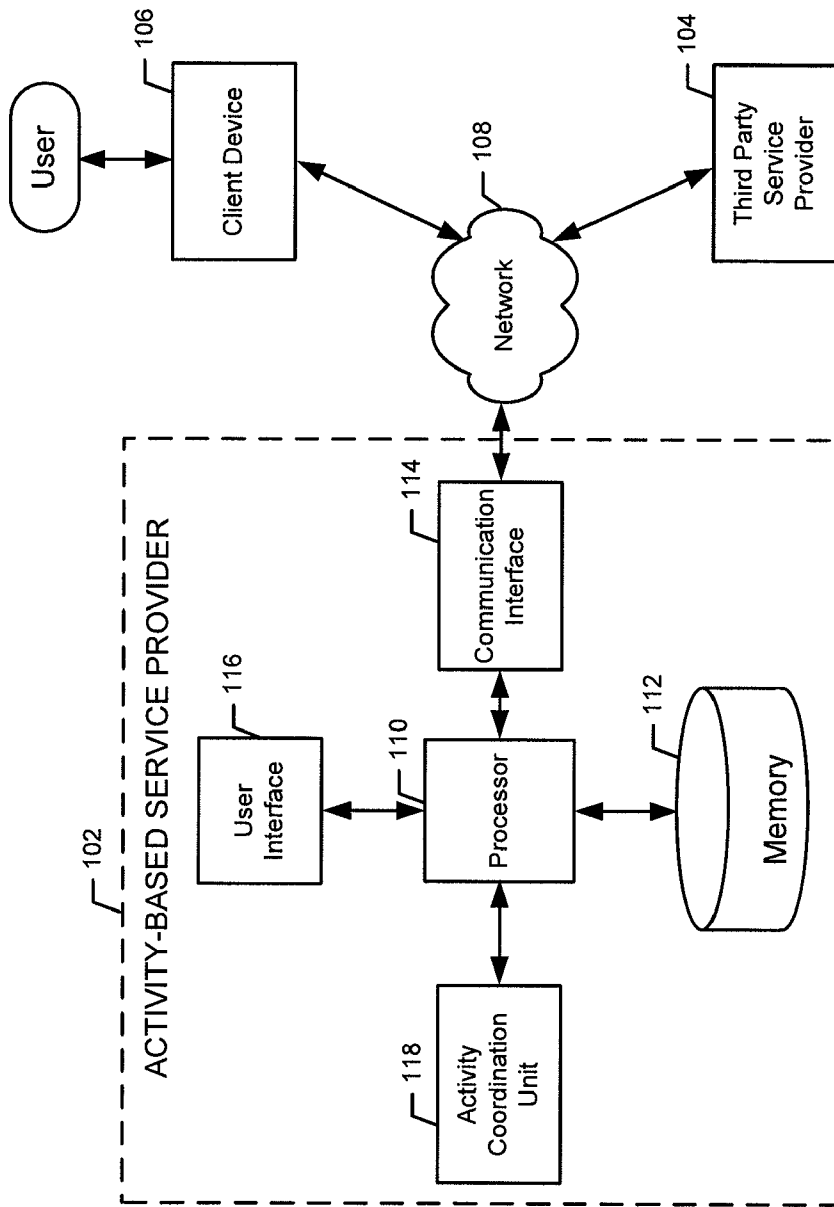 102
ACTIVITY-BASED SERVICE PROVIDER
116
User
Interface
118
Activity
Coordination
Unit
110
Processor
114
Communication
Interface
112
Memory
108
Network
User
106
Client Device
104
Third Party
Service
Provider